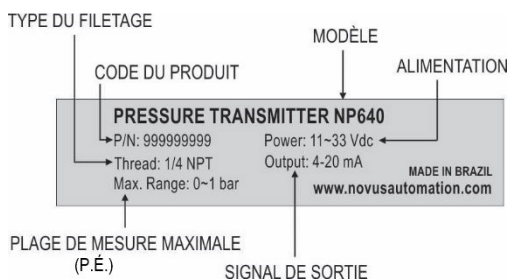 TYPE DU FILETAGE
MODÈLE
CODE DU PRODUIT
ALIMENTATION
PRESSURE TRANSMITTER NP640
P/N: 999999999
Power: 11~33 Vdc
Thread: 1/4 NPT
Output: 4-20 mA
Max. Range: 0~1 bar
MADE IN BRAZIL
www.novusautomation.com
PLAGE DE MESURE MAXIMALE
(P.É.)
SIGNAL DE SORTIE